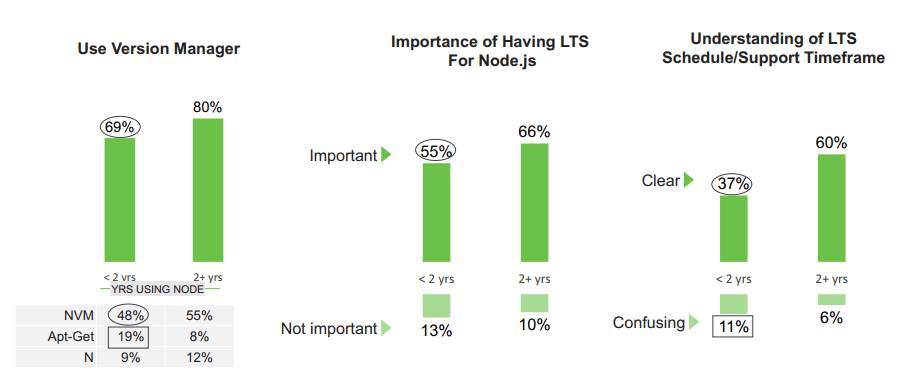 Use Version Manager
69%
80%
< 2 yrs
2+ yrs
YRS USING NODE
NVM 48% 55%
Apt-Get 19% 8%
N 9% 12%
Importance of Having LTS
For Node.js
Important
55%
66%
< 2 yrs
2+ yrs
Not important
13%
10%
Understanding of LTS
Schedule/Support Timeframe
Clear
37%
60%
< 2 yrs
2+ yrs
Confusing
11%
6%